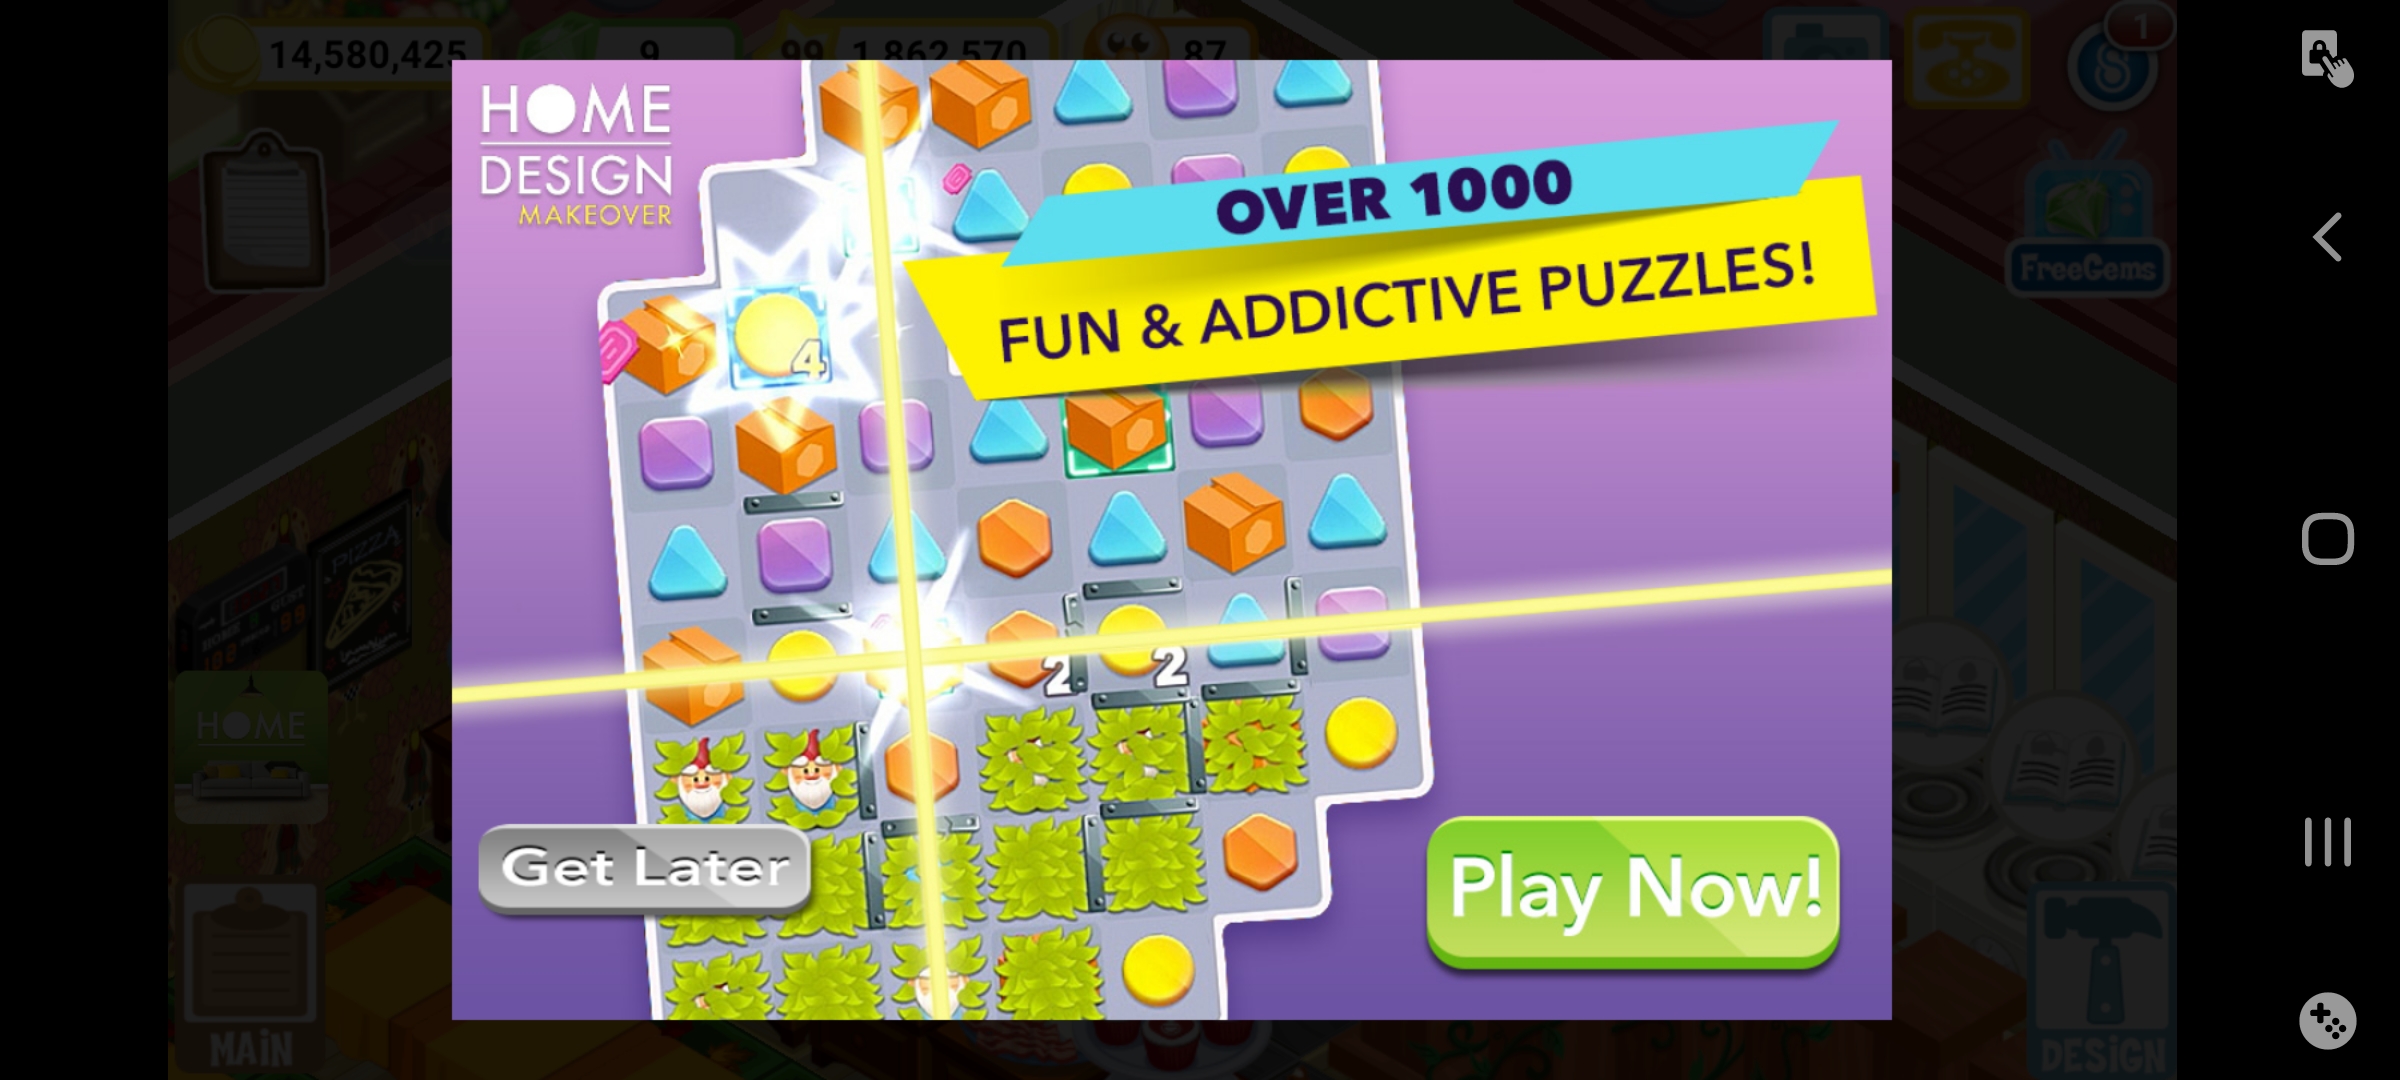 14,580,425
9
99
1,862,570
87
1
HOME
DESIGN
MAKEOVER
OVER 1000
FUN & ADDICTIVE PUZZLES!
FreeGems
4
PIZZA
2
2
HOME
Get Later
Play Now!
MAIN
DESIGN